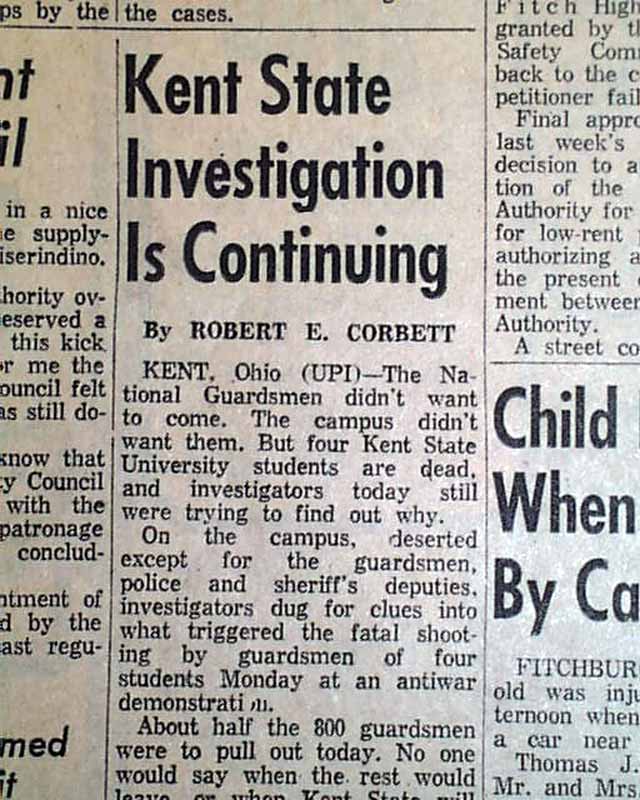 ps by the
nt
il
in a nice
e supply-
iserindino.
hority ov-
eserved a
this kick
r me the
ouncil felt
as still do-
know that
y Council
with the
patronage
conclud-
ntment of
d by the
ast regu-
med
it
the cases.
Kent State
Investigation
Is Continuing
By ROBERT E. CORBETT
KENT, Ohio (UPI)—The Na-
tional Guardsmen didn't want
to come. The campus didn't
want them. But four Kent State
University students are dead,
and investigators today still
were trying to find out why.
On the campus, deserted
except for the guardsmen,
police and sheriff's deputies,
investigators dug for clues into
what triggered the fatal shoot-
ing by guardsmen of four
students Monday at an antiwar
demonstrati
About half the 800 guardsmen
were to pull out today. No one
would say when the rest would
leave, or when Kent State will
Fitch High
granted by th
Safety Com
back to the c
petitioner fail
Final appro
last week's
decision to a
tion of the
Authority for
for low-rent
authorizing a
the present
ment between
Authority.
A street co
Child
When
By Ca
FITCHBUR
old was inju
ternoon when
a car near
Thomas J.
Mr. and Mrs